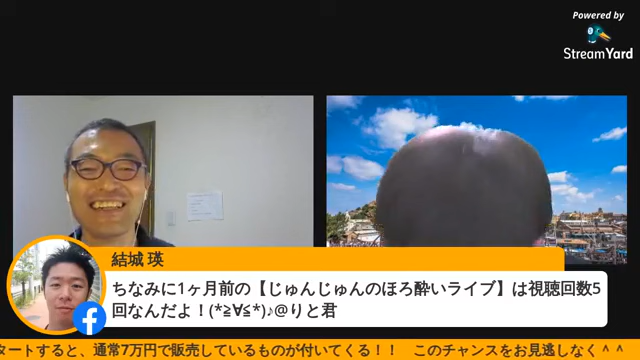 Powered by
StreamYard
結城 瑛
ちなみに1ヶ月前の【じゅんじゅんのほろ酔いライブ】は視聴回数5
回なんだよ！(*≧∀≦*)♪@りと君
タートすると、通常7万円で販売しているものが付いてくる！！　このチャンスをお見逃しなく＾＾